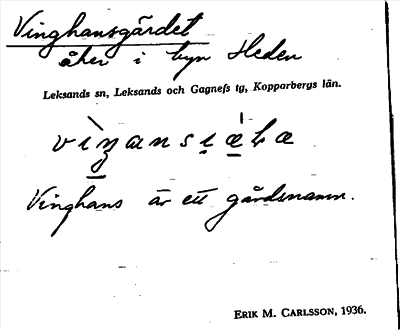 Vinghansgärdet
åker i byn Heden
Leksands sn, Leksands och Gagnefs tg, Kopparbergs län.
Vinghans är ett gårdsnamn.
ERIK M. CARLSSON, 1936.